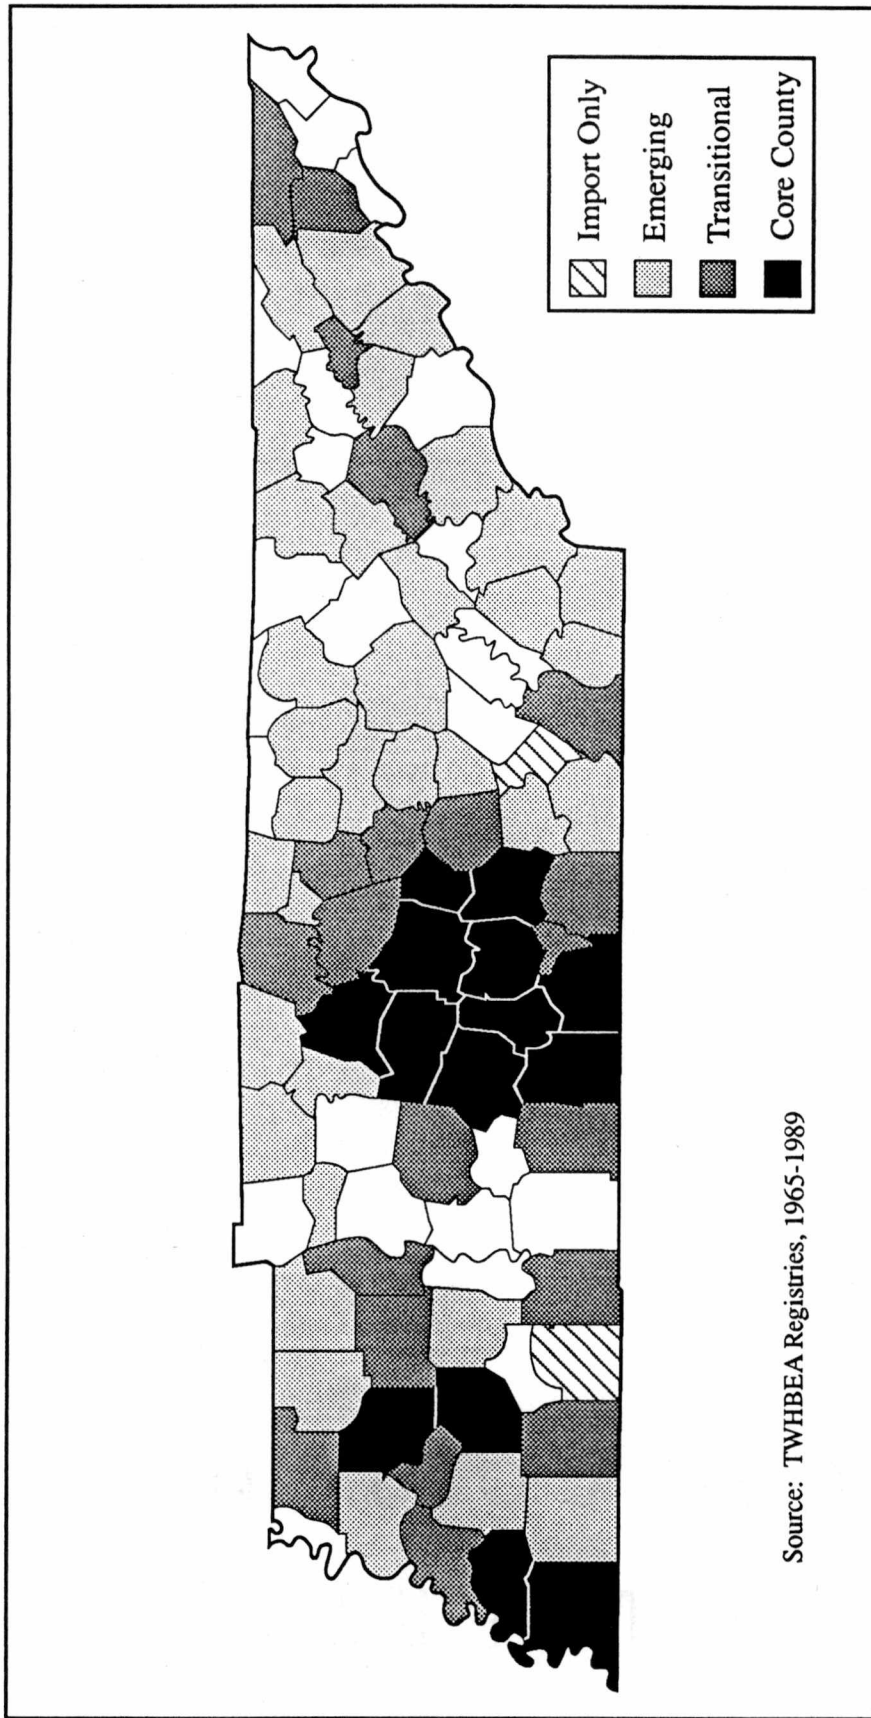 Import Only
Emerging
Transitional
Core County
Source: TWHBEA Registries, 1965-1989